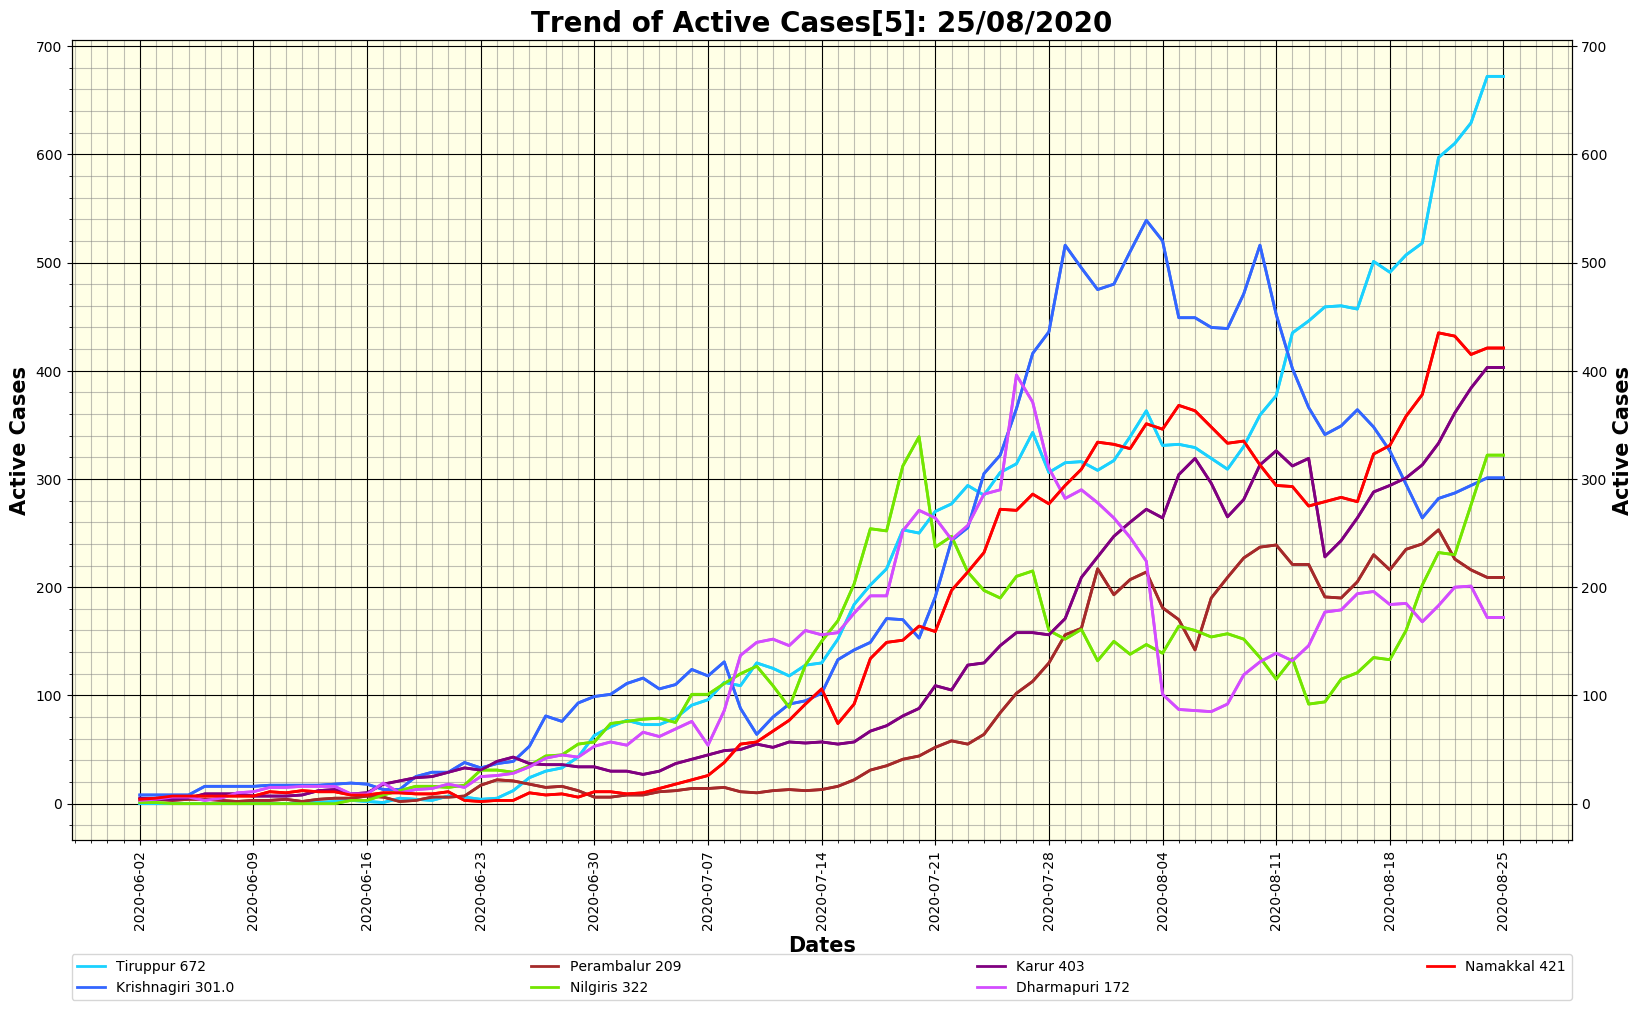 Trend of Active Cases[5]: 25/08/2020
700
600
500
400
300
200
100
0
Active Cases
700
600
500
400
300
200
100
0
Active Cases
2020-06-02
2020-06-09
2020-06-16
2020-06-23
2020-06-30
2020-07-07
2020-07-14
2020-07-21
2020-07-28
2020-08-04
2020-08-11
2020-08-18
2020-08-25
Dates
Tiruppur 672
Krishnagiri 301.0
Perambalur 209
Nilgiris 322
Karur 403
Dharmapuri 172
Namakkal 421